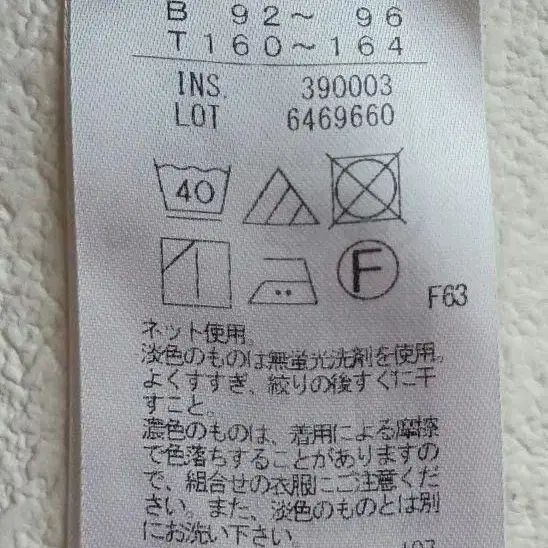 B 92～ 96
T160～164
INS. 390003
LOT 6469660
40
F
F63
ネット使用。
淡色のものは無蛍光洗剤を使用。
よくすすぎ、絞りの後すぐに干
すこと。
濃色のものは、着用による摩擦
で色落ちすることがありますの
で、組合せの衣服にご注意くだ
さい。また、淡色のものとは別
にお洗い下さい。